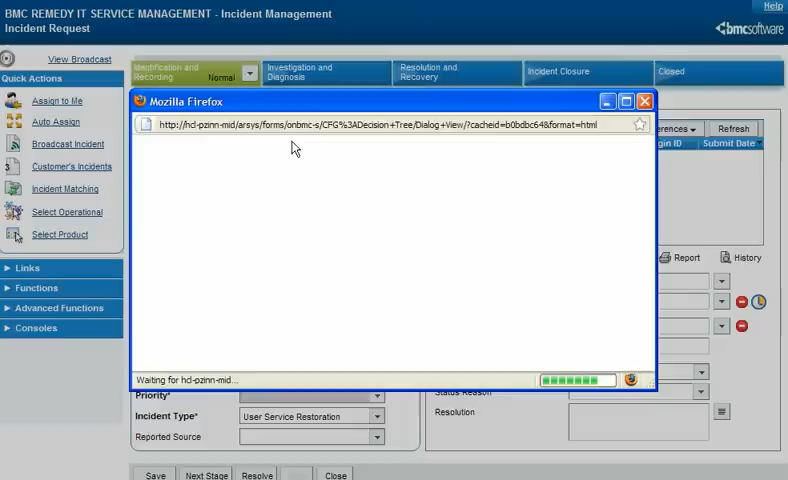 BMC REMEDY IT SERVICE MANAGEMENT - Incident Management
Help
Incident Request
bmcsoftware
View Broadcast
Quick Actions
Assign to Me
Auto Assign
Broadcast Incident
Customer's Incidents
Incident Matching
Select Operational
Select Product
Links
Functions
Advanced Functions
Consoles
Identification and
Recording
Normal
Investigation and
Diagnosis
Resolution and
Recovery
Incident Closure
Closed
Mozilla Firefox
http://hcl-pzinn-mid/arsys/forms/onbmc-s/CFG%3ADecision+Tree/Dialog+View/?cacheid=b0bdbc64&format=html
Waiting for hcl-pzinn-mid...
erences
Refresh
gin ID
Submit Date
Report
History
Priority*
Incident Type*
User Service Restoration
Reported Source
Status Reason
Resolution
Save
Next Stage
Resolve
Close